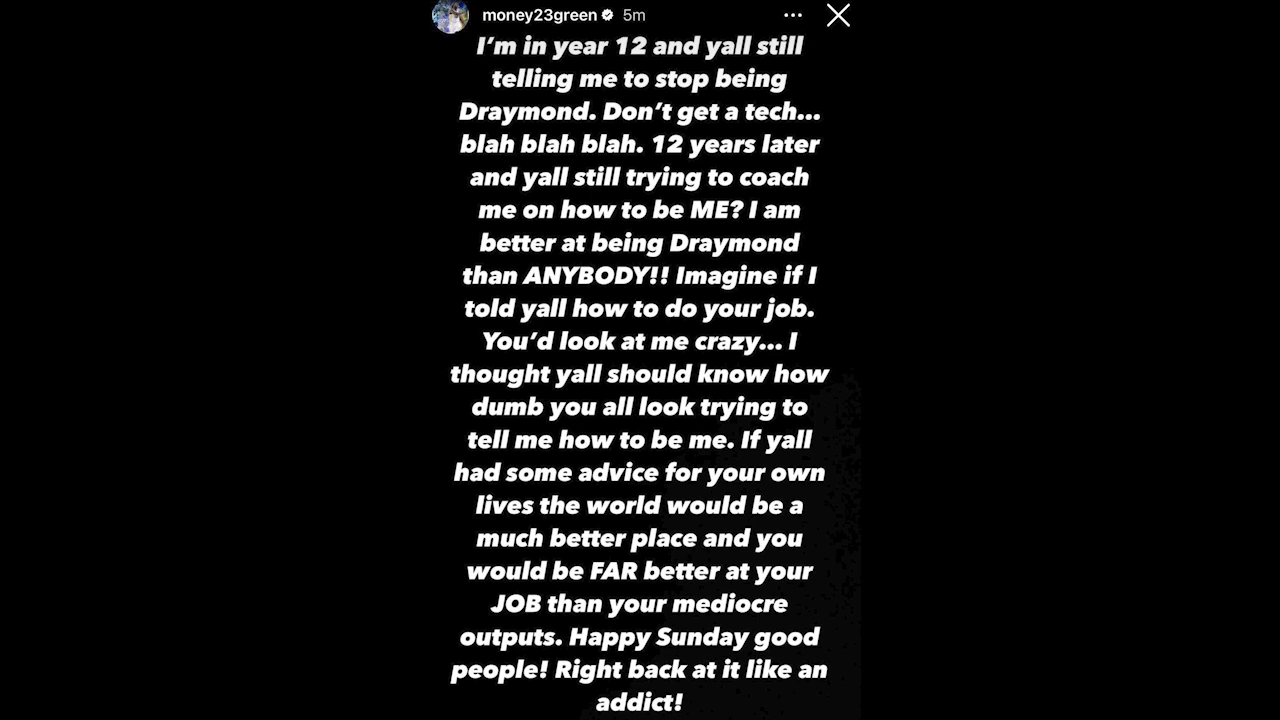 money23green 5m
I’m in year 12 and yall still
telling me to stop being
Draymond. Don’t get a tech...
blah blah blah. 12 years later
and yall still trying to coach
me on how to be ME? I am
better at being Draymond
than ANYBODY!! Imagine if I
told yall how to do your job.
You’d look at me crazy... I
thought yall should know how
dumb you all look trying to
tell me how to be me. If yall
had some advice for your own
lives the world would be a
much better place and you
would be FAR better at your
JOB than your mediocre
outputs. Happy Sunday good
people! Right back at it like an
addict!